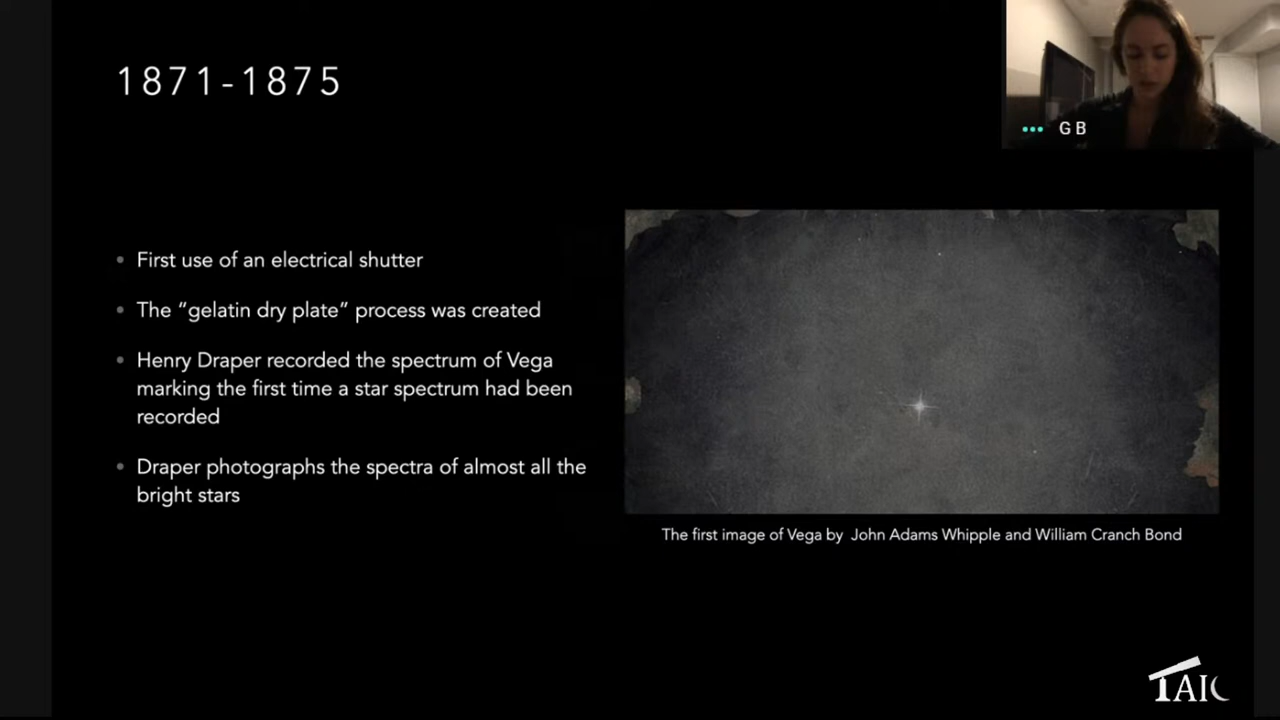 1871-1875
G B
• First use of an electrical shutter
• The “gelatin dry plate” process was created
• Henry Draper recorded the spectrum of Vega
marking the first time a star spectrum had been
recorded
• Draper photographs the spectra of almost all the
bright stars
The first image of Vega by John Adams Whipple and William Cranch Bond
TAIC